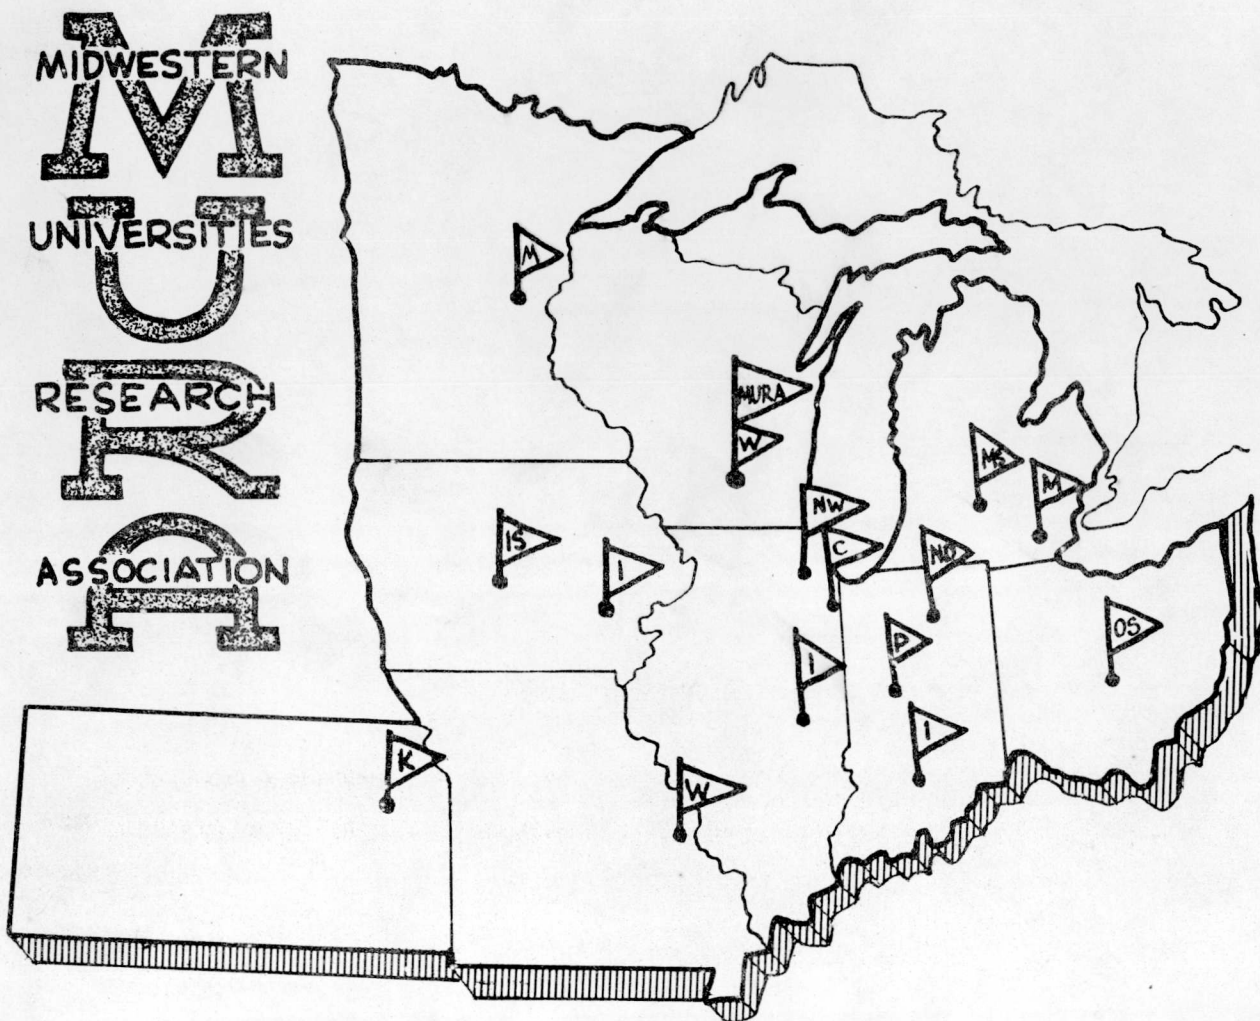 MIDWESTERN
UNIVERSITIES
RESEARCH
ASSOCIATION
M
MURA
W
MS
M
NW
IS
I
C
ND
OS
P
I
I
K
W